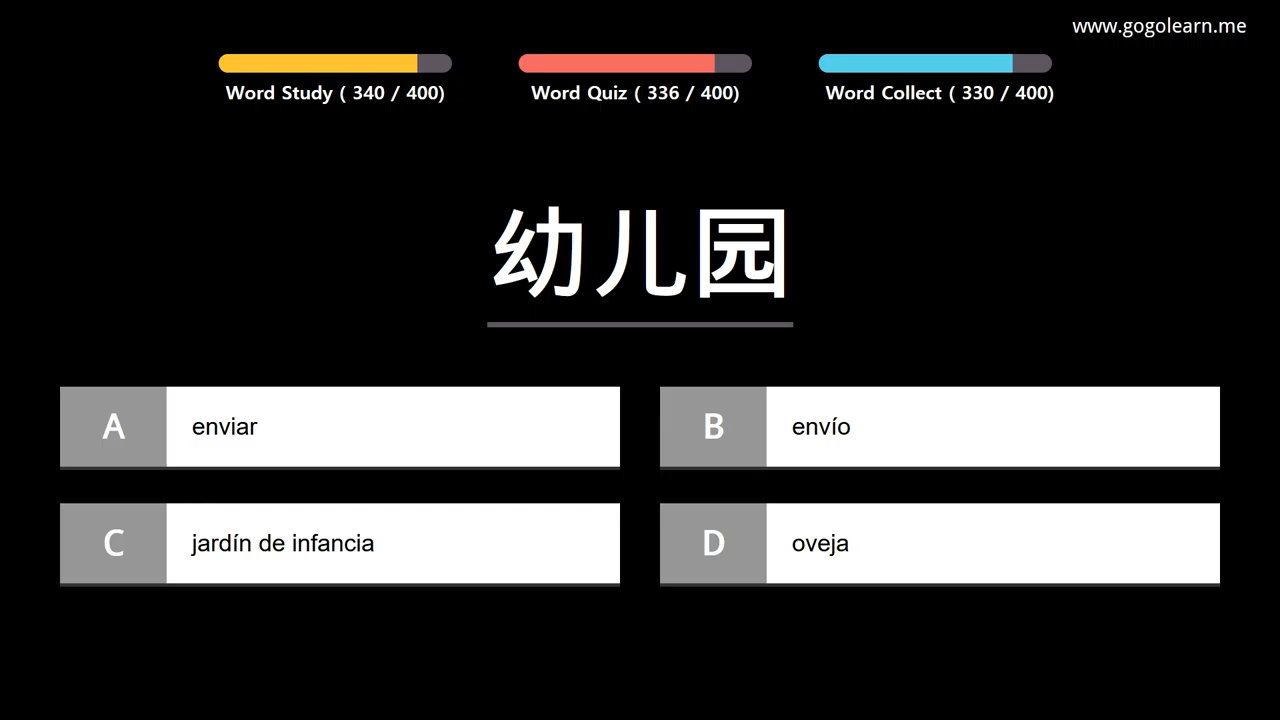 www.gogolearn.me
Word Study ( 340 / 400)
Word Quiz ( 336 / 400)
Word Collect ( 330 / 400)
幼儿园
A enviar
B envío
C jardín de infancia
D oveja